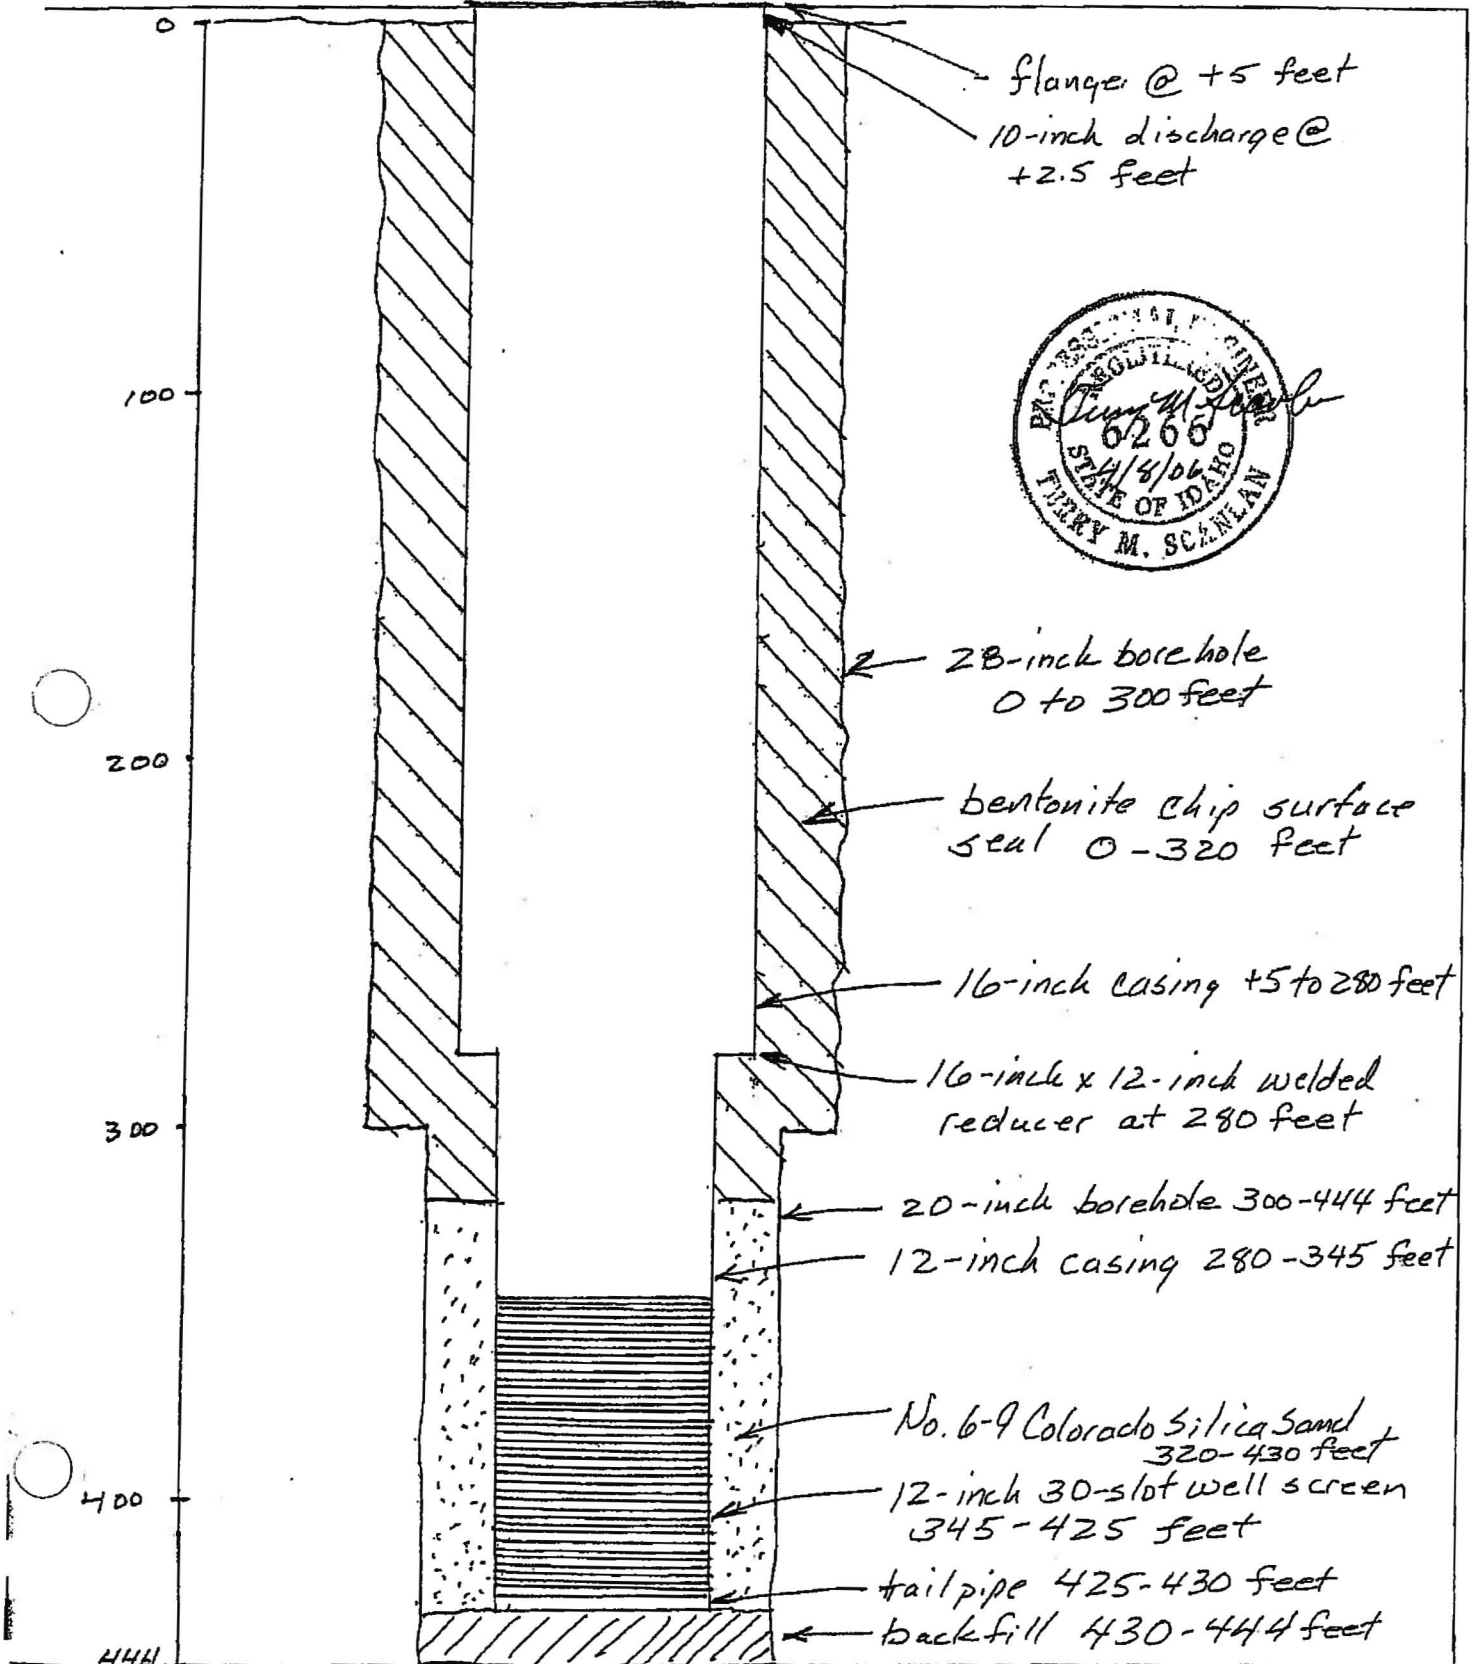 0
flange @ +5 feet
10-inch discharge @
+2.5 feet
100
6266
4/8/06
STATE OF IDAHO
TERRY M. SCANLAN
28-inch borehole
0 to 300 feet
200
bentonite chip surface
seal 0-320 feet
16-inch casing +5 to 280 feet
16-inch x 12-inch welded
reducer at 280 feet
300
20-inch borehole 300-444 feet
12-inch casing 280-345 feet
No. 6-9 Colorado Silica Sand
320-430 feet
400
12-inch 30-slot well screen
345-425 feet
tailpipe 425-430 feet
backfill 430-444 feet
444